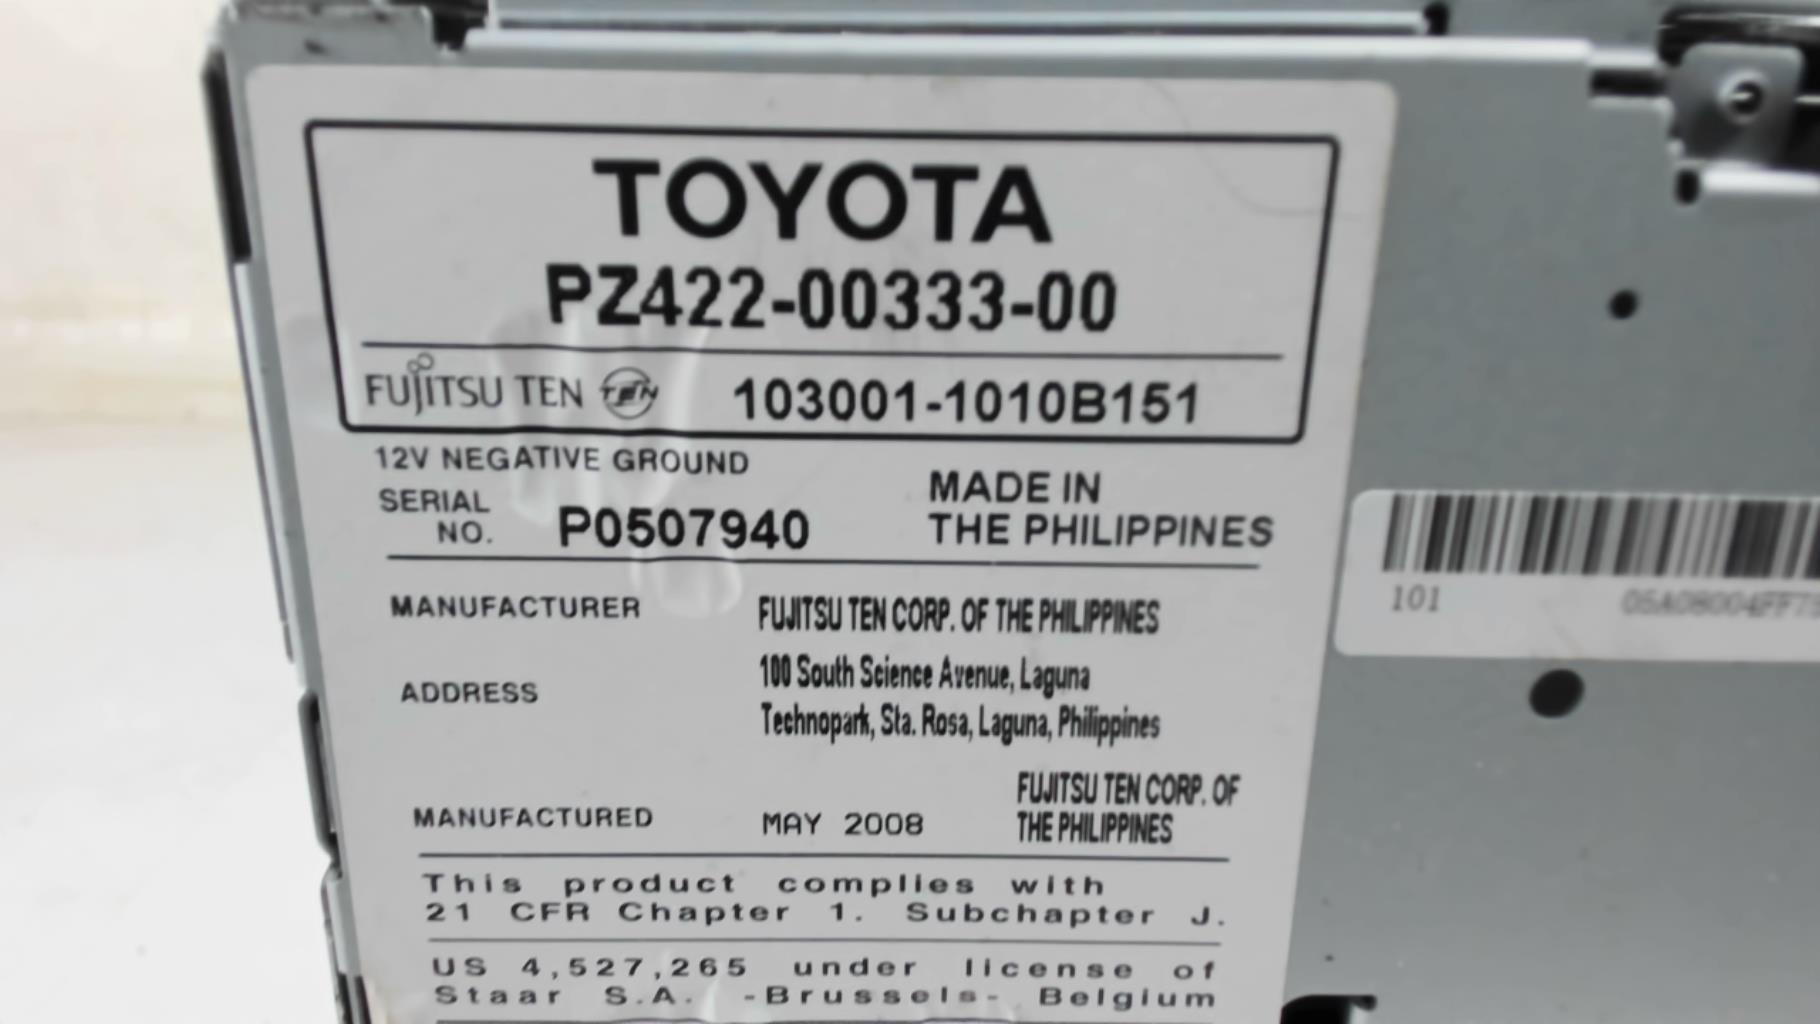 TOYOTA
PZ422-00333-00
FUJITSU TEN TEN 103001-1010B151
12V NEGATIVE GROUND
SERIAL NO. P0507940
MADE IN
THE PHILIPPINES
MANUFACTURER FUJITSU TEN CORP. OF THE PHILIPPINES
ADDRESS 100 South Science Avenue, Laguna
Technopark, Sta. Rosa, Laguna, Philippines
MANUFACTURED MAY 2008 FUJITSU TEN CORP. OF
THE PHILIPPINES
This product complies with
21 CFR Chapter 1. Subchapter J.
US 4,527,265 under license of
Staar S.A. -Brussels- Belgium
101